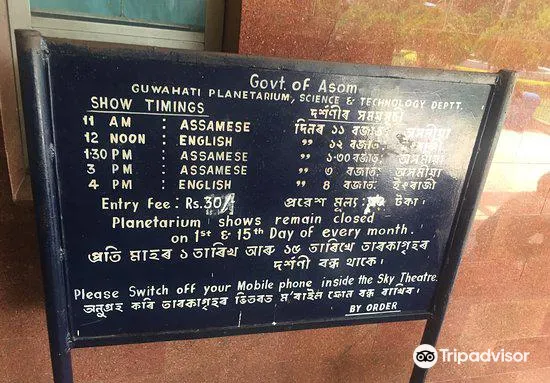 Govt. of Asom
GUWAHATI PLANETARIUM, SCIENCE & TECHNOLOGY DEPTT.
SHOW TIMINGS দৰ্শণীৰ সময়সূচী
11 AM : ASSAMESE দিনৰ ১১ বজাত: অসমীয়া
12 NOON : ENGLISH " ১২ বজাত:
1:30 PM : ASSAMESE " ১·৩০ বজাত: অসমীয়া
3 PM : ASSAMESE " ৩ বজাত: অসমীয়া
4 PM : ENGLISH " ৪ বজাত: ইংৰাজী
Entry fee: Rs.30/- প্ৰবেশ মূল্য: টকা।
Planetarium shows remain closed
on 1st & 15th Day of every month.
প্ৰতি মাহৰ ১ তাৰিখ আৰু ১৫ তাৰিখে তাৰকাগৃহৰ
দৰ্শণী বন্ধ থাকে।
Please Switch off your Mobile phone inside the Sky Theatre.
অনুগ্ৰহ কৰি তাৰকাগৃহৰ ভিতৰত ম'বাইল ফোন বন্ধ ৰাখিব।
BY ORDER
Tripadvisor